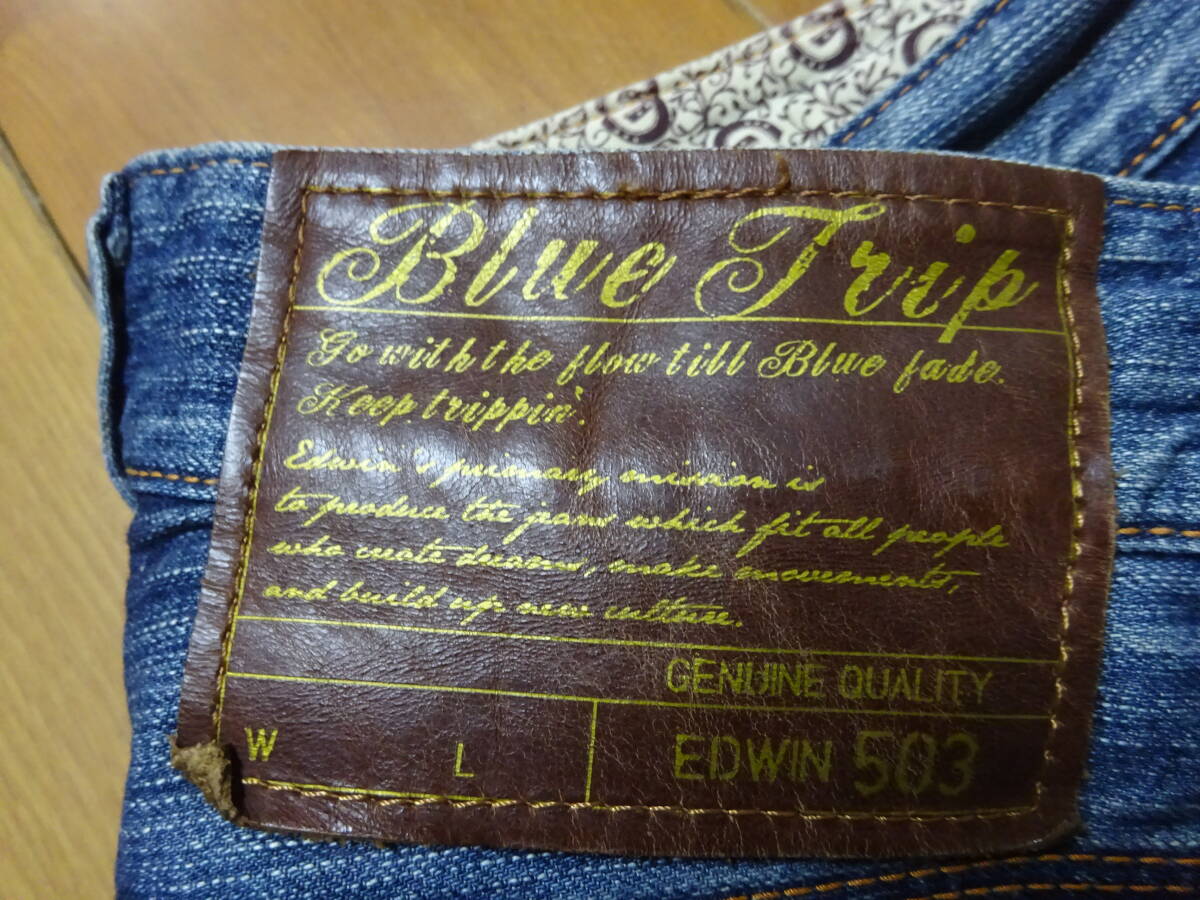 Blue Trip
Go with the flow till Blue fade.
Keep trippin'.
Edwin's primary mission is
to produce the jeans which fit all people
who create dreams, make movements,
and build up new culture.
GENUINE QUALITY
W L EDWIN 503